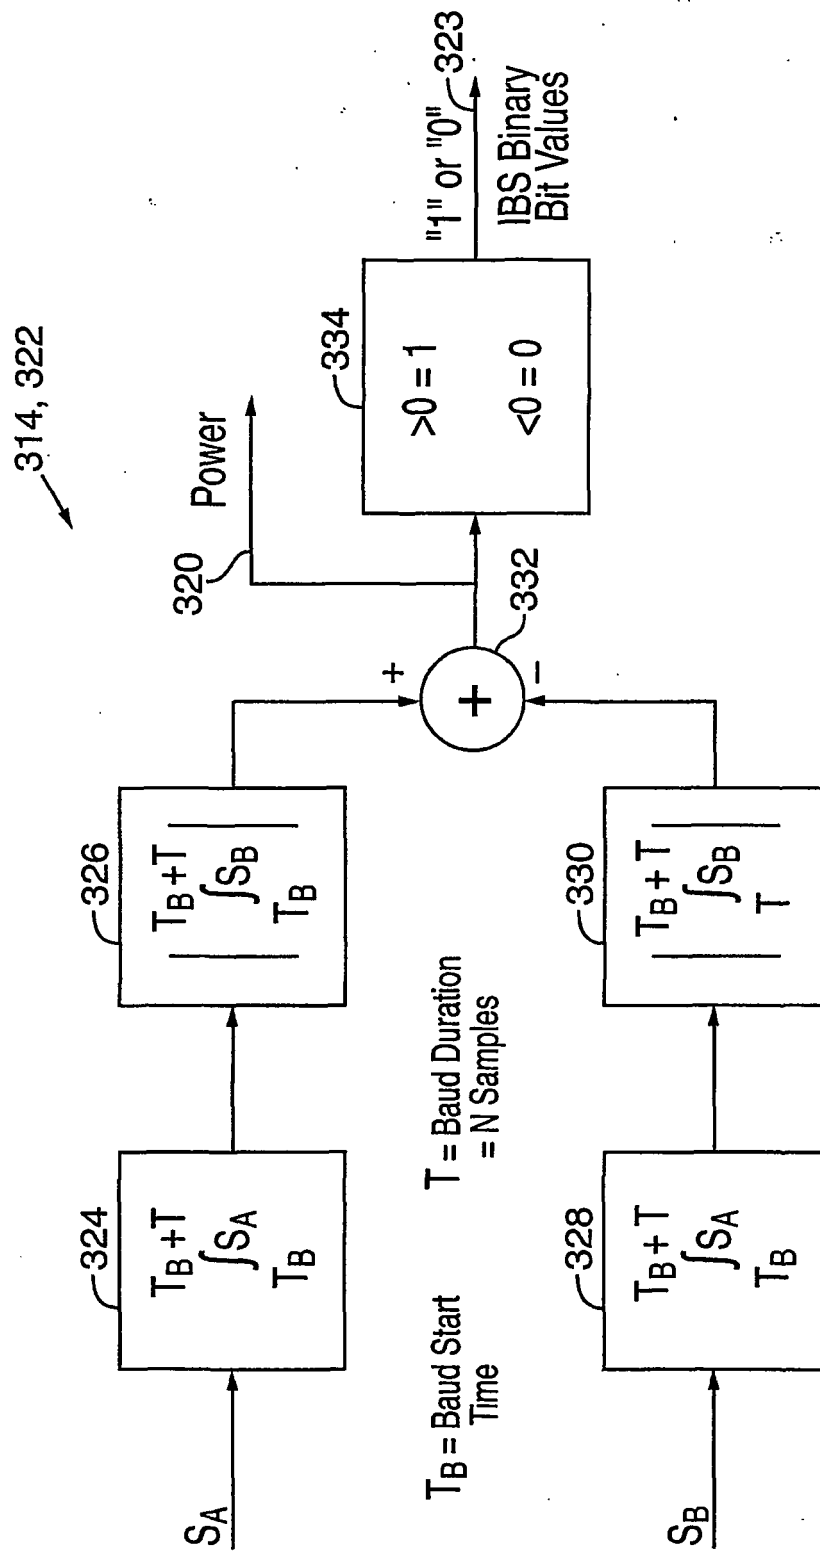 314, 322
S_A
324
T_B + T
∫S_A
T_B
326
T_B + T
| ∫S_B |
T_B
320
Power
+
+
−
332
334
>0 = 1
<0 = 0
"1" or "0"
323
IBS Binary
Bit Values
T_B = Baud Start
Time
T = Baud Duration
= N Samples
S_B
328
T_B + T
∫S_A
T_B
330
T_B + T
| ∫S_B |
T